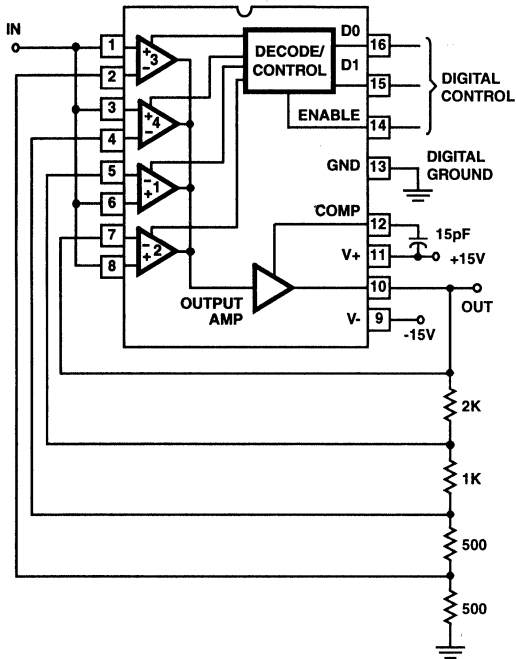 IN
1
2
3
4
5
6
7
8
+
−
3
+
4
−
−
1
+
−
2
+
DECODE/
CONTROL
D0
16
D1
15
ENABLE
14
DIGITAL
CONTROL
GND
13
DIGITAL
GROUND
COMP
12
15pF
V+
11
+15V
10
OUT
OUTPUT
AMP
V-
9
-15V
2K
1K
500
500